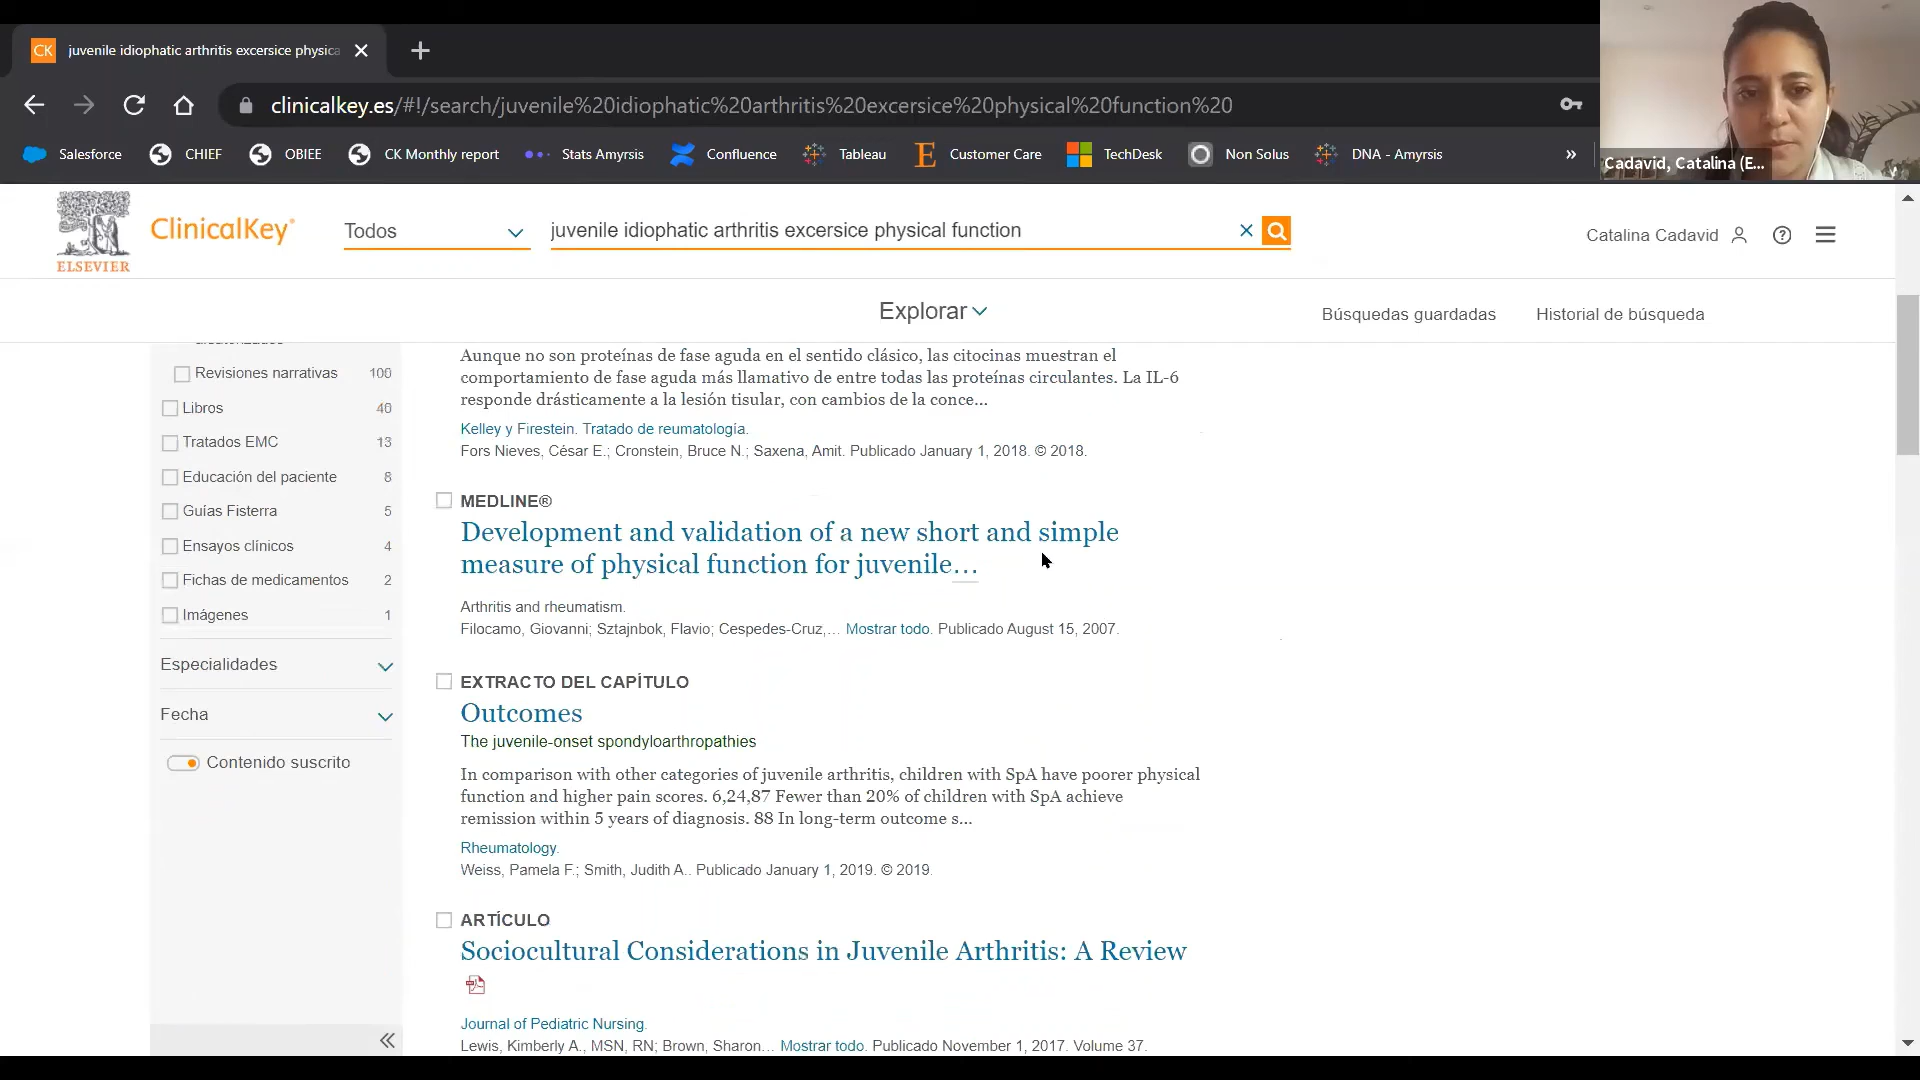 CK juvenile idiophatic arthritis excersice physica
clinicalkey.es/#!/search/juvenile%20idiophatic%20arthritis%20excersice%20physical%20function%20
Salesforce CHIEF OBIEE CK Monthly report Stats Amyrsis Confluence Tableau Customer Care TechDesk Non Solus DNA - Amyrsis »
Cadavid, Catalina (E...
ELSEVIER
ClinicalKey®
Todos
juvenile idiophatic arthritis excersice physical function
Catalina Cadavid
Explorar
Búsquedas guardadas
Historial de búsqueda
Revisiones narrativas 100
Libros 40
Tratados EMC 13
Educación del paciente 8
Guías Fisterra 5
Ensayos clínicos 4
Fichas de medicamentos 2
Imágenes 1
Especialidades
Fecha
Contenido suscrito
Aunque no son proteínas de fase aguda en el sentido clásico, las citocinas muestran el
comportamiento de fase aguda más llamativo de entre todas las proteínas circulantes. La IL-6
responde drásticamente a la lesión tisular, con cambios de la conce...
Kelley y Firestein. Tratado de reumatología.
Fors Nieves, César E.; Cronstein, Bruce N.; Saxena, Amit. Publicado January 1, 2018. © 2018.
MEDLINE®
Development and validation of a new short and simple
measure of physical function for juvenile...
Arthritis and rheumatism.
Filocamo, Giovanni; Sztajnbok, Flavio; Cespedes-Cruz,... Mostrar todo. Publicado August 15, 2007.
EXTRACTO DEL CAPÍTULO
Outcomes
The juvenile-onset spondyloarthropathies
In comparison with other categories of juvenile arthritis, children with SpA have poorer physical
function and higher pain scores. 6,24,87 Fewer than 20% of children with SpA achieve
remission within 5 years of diagnosis. 88 In long-term outcome s...
Rheumatology.
Weiss, Pamela F.; Smith, Judith A.. Publicado January 1, 2019. © 2019.
ARTÍCULO
Sociocultural Considerations in Juvenile Arthritis: A Review
Journal of Pediatric Nursing.
Lewis, Kimberly A., MSN, RN; Brown, Sharon... Mostrar todo. Publicado November 1, 2017. Volume 37.